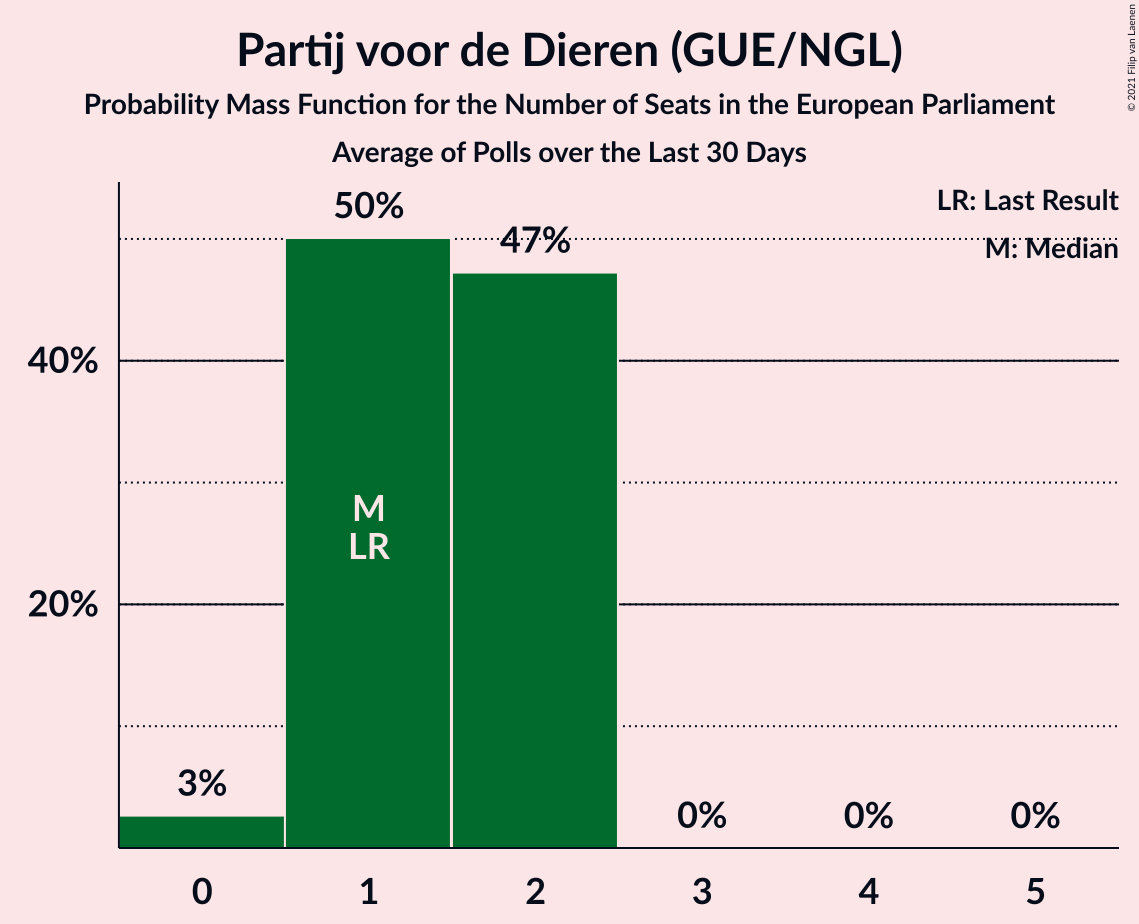 Partij voor de Dieren (GUE/NGL)
Probability Mass Function for the Number of Seats in the European Parliament
Average of Polls over the Last 30 Days
© 2021 Filip van Laenen
LR: Last Result
M: Median
50%
47%
40%
M
LR
20%
3%
0%
0%
0%
0
1
2
3
4
5